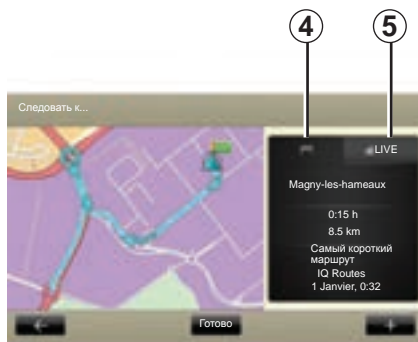 4 5
Следовать к...
LIVE
Magny-les-hameaux
0:15 h
8.5 km
Самый короткий
маршрут
IQ Routes
1 Janvier, 0:32
Готово